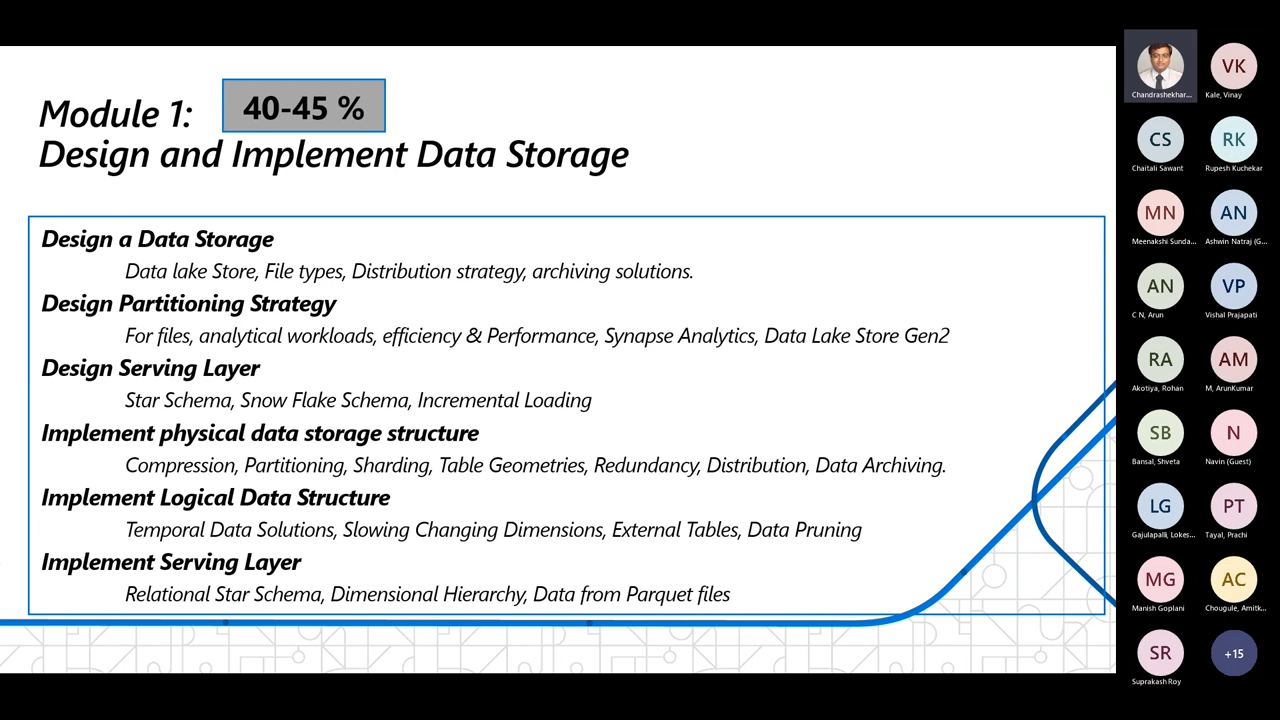 Module 1:
40-45 %
Design and Implement Data Storage
Design a Data Storage
Data lake Store, File types, Distribution strategy, archiving solutions.
Design Partitioning Strategy
For files, analytical workloads, efficiency & Performance, Synapse Analytics, Data Lake Store Gen2
Design Serving Layer
Star Schema, Snow Flake Schema, Incremental Loading
Implement physical data storage structure
Compression, Partitioning, Sharding, Table Geometries, Redundancy, Distribution, Data Archiving.
Implement Logical Data Structure
Temporal Data Solutions, Slowing Changing Dimensions, External Tables, Data Pruning
Implement Serving Layer
Relational Star Schema, Dimensional Hierarchy, Data from Parquet files
Chandrashekhar...
VK
Kale, Vinay
CS
Chaitali Sawant
RK
Rupesh Kuchekar
MN
Meenakshi Sunda...
AN
Ashwin Natraj (G...
AN
C N, Arun
VP
Vishal Prajapati
RA
Akotiya, Rohan
AM
M, ArunKumar
SB
Bansal, Shveta
N
Navin (Guest)
LG
Gajulapalli, Lokes...
PT
Tayal, Prachi
MG
Manish Goplani
AC
Chougule, Amitk...
SR
Suprakash Roy
+15